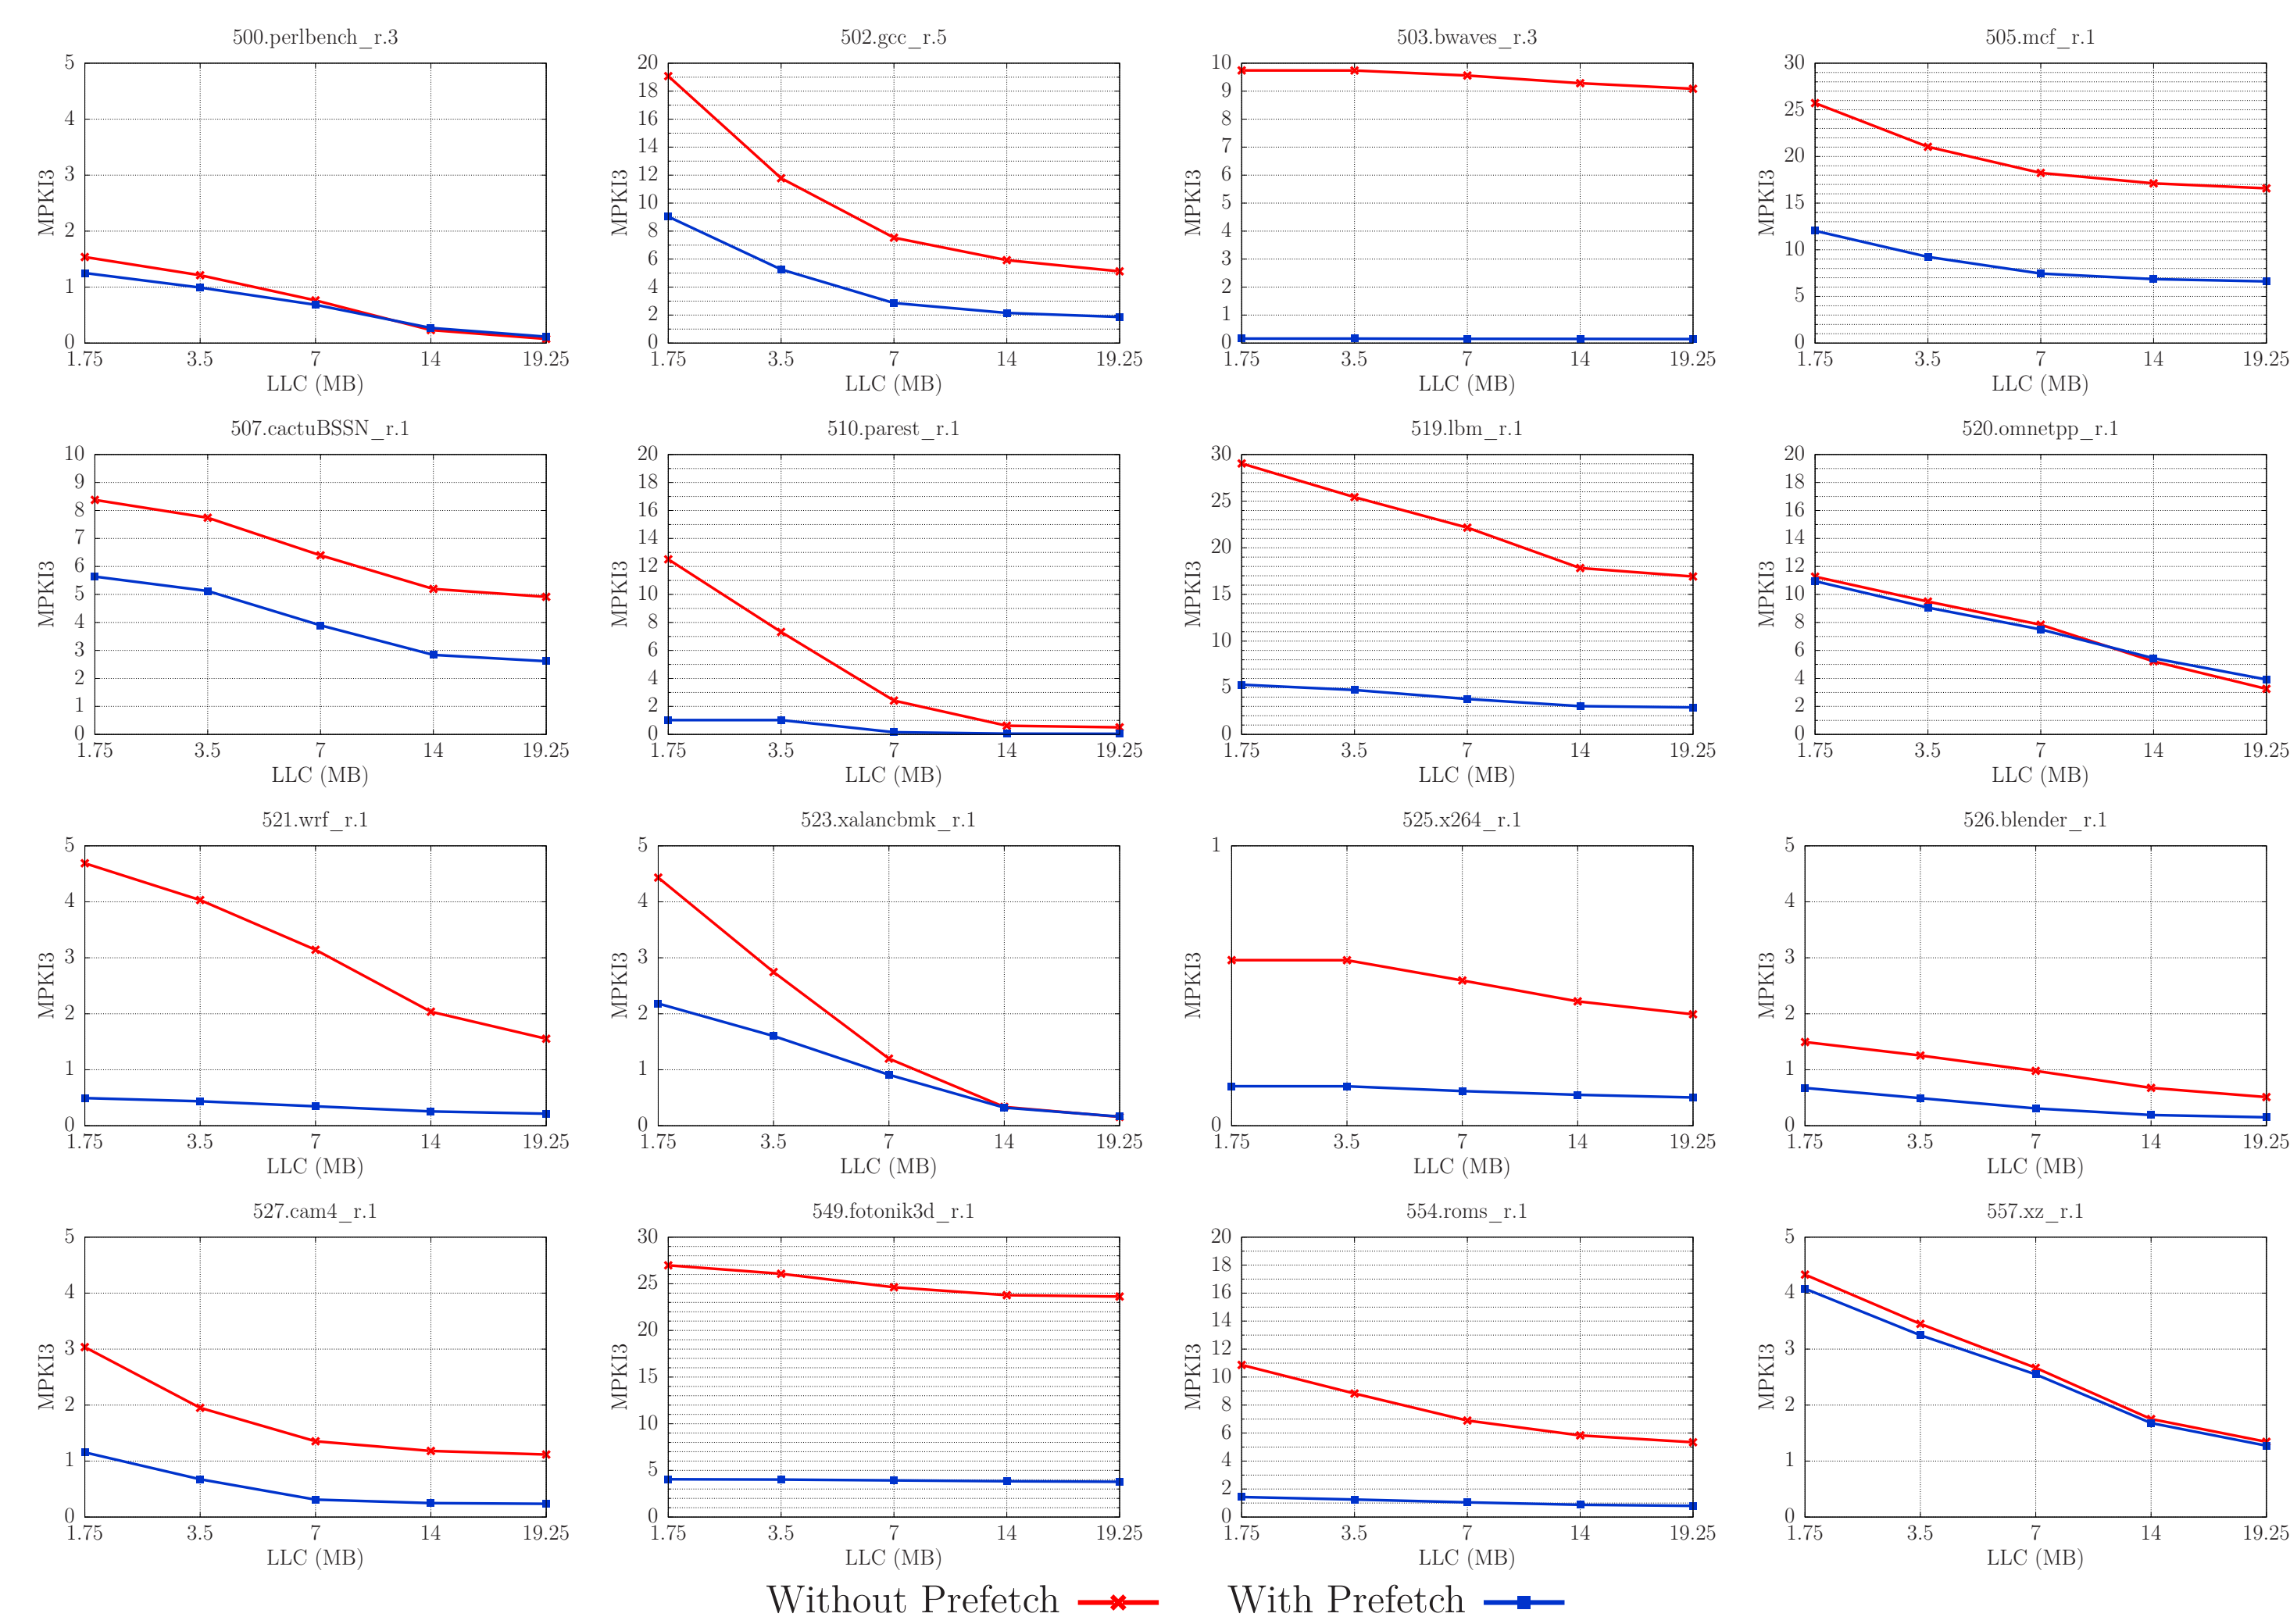 500.perlbench_r.3
5
4
3
2
1
0
MPKI3
1.75 3.5 7 14 19.25
LLC (MB)
502.gcc_r.5
20
18
16
14
12
10
8
6
4
2
0
MPKI3
1.75 3.5 7 14 19.25
LLC (MB)
503.bwaves_r.3
10
9
8
7
6
5
4
3
2
1
0
MPKI3
1.75 3.5 7 14 19.25
LLC (MB)
505.mcf_r.1
30
25
20
15
10
5
0
MPKI3
1.75 3.5 7 14 19.25
LLC (MB)
507.cactuBSSN_r.1
10
9
8
7
6
5
4
3
2
1
0
MPKI3
1.75 3.5 7 14 19.25
LLC (MB)
510.parest_r.1
20
18
16
14
12
10
8
6
4
2
0
MPKI3
1.75 3.5 7 14 19.25
LLC (MB)
519.lbm_r.1
30
25
20
15
10
5
0
MPKI3
1.75 3.5 7 14 19.25
LLC (MB)
520.omnetpp_r.1
20
18
16
14
12
10
8
6
4
2
0
MPKI3
1.75 3.5 7 14 19.25
LLC (MB)
521.wrf_r.1
5
4
3
2
1
0
MPKI3
1.75 3.5 7 14 19.25
LLC (MB)
523.xalancbmk_r.1
5
4
3
2
1
0
MPKI3
1.75 3.5 7 14 19.25
LLC (MB)
525.x264_r.1
1
0
MPKI3
1.75 3.5 7 14 19.25
LLC (MB)
526.blender_r.1
5
4
3
2
1
0
MPKI3
1.75 3.5 7 14 19.25
LLC (MB)
527.cam4_r.1
5
4
3
2
1
0
MPKI3
1.75 3.5 7 14 19.25
LLC (MB)
549.fotonik3d_r.1
30
25
20
15
10
5
0
MPKI3
1.75 3.5 7 14 19.25
LLC (MB)
554.roms_r.1
20
18
16
14
12
10
8
6
4
2
0
MPKI3
1.75 3.5 7 14 19.25
LLC (MB)
557.xz_r.1
5
4
3
2
1
0
MPKI3
1.75 3.5 7 14 19.25
LLC (MB)
Without Prefetch With Prefetch